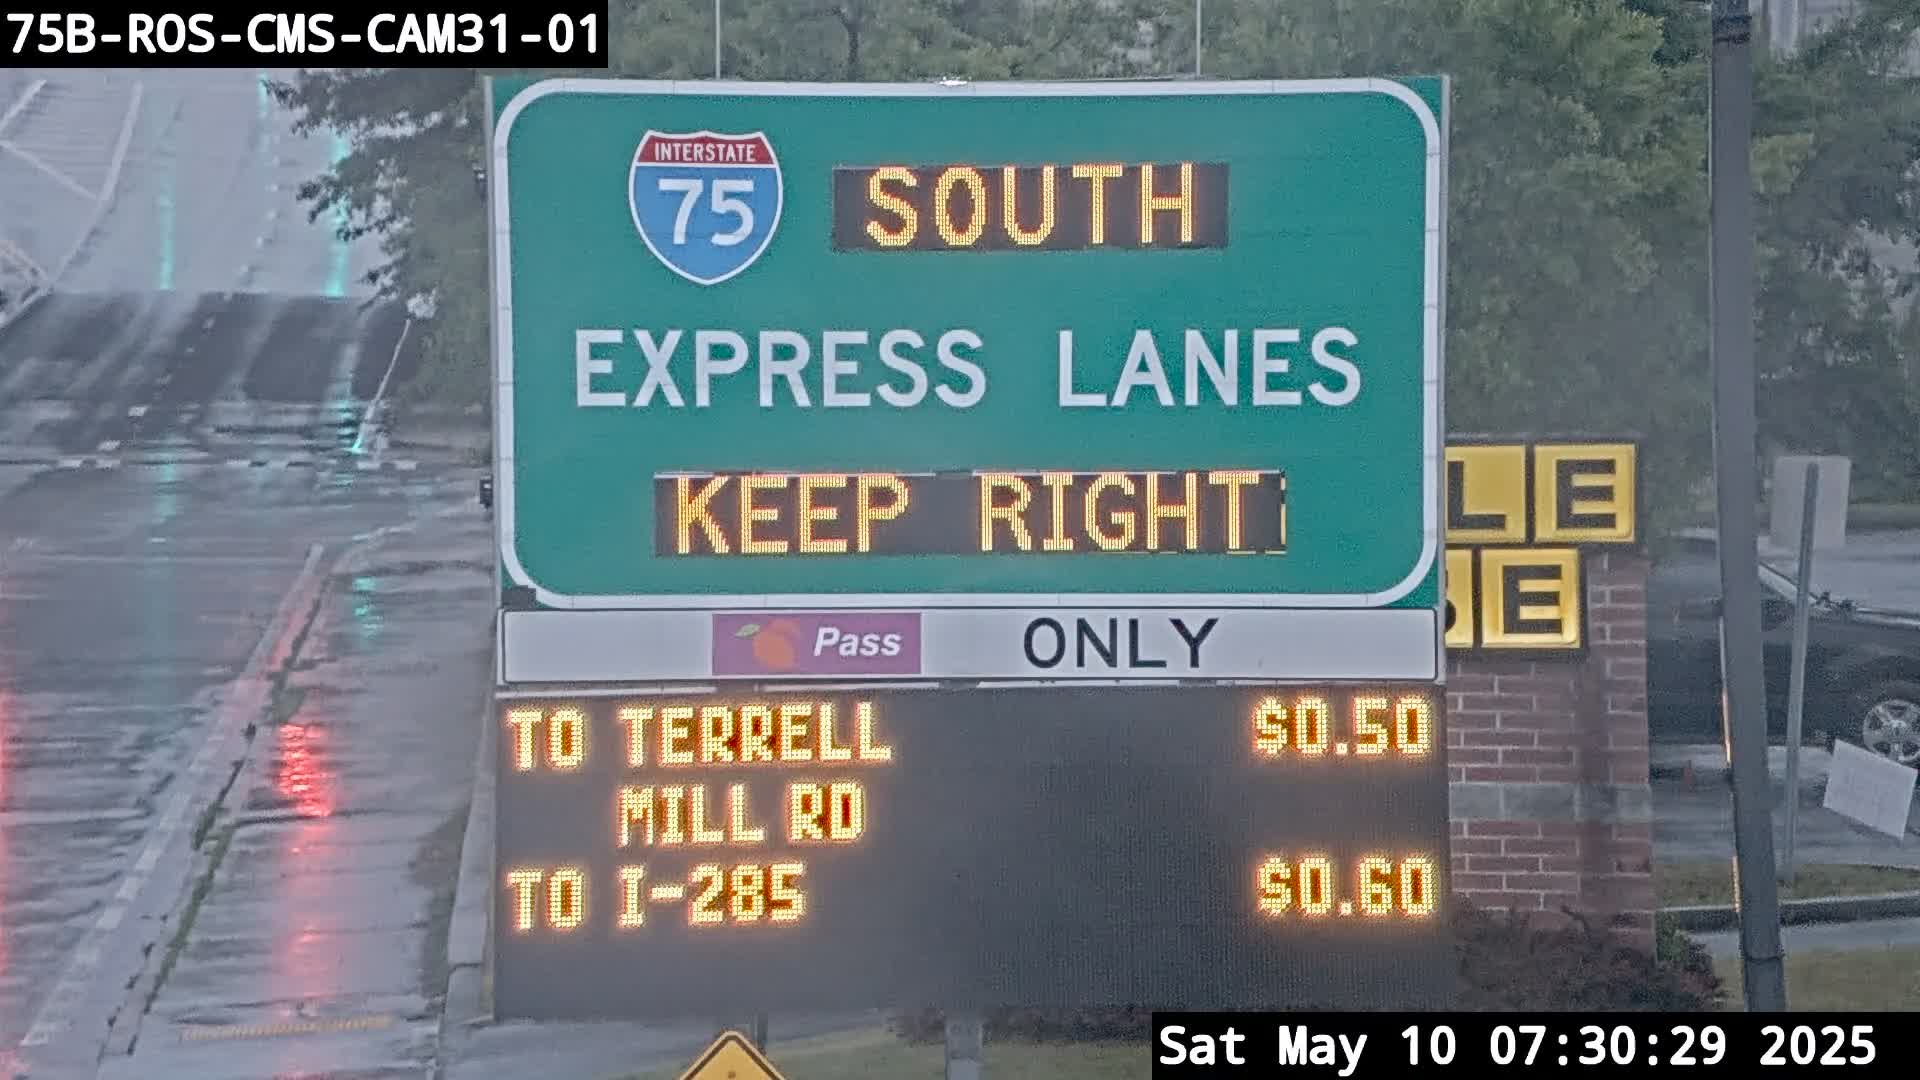 75B-ROS-CMS-CAM31-01
INTERSTATE
75
SOUTH
EXPRESS LANES
KEEP RIGHT
LE
E
Pass ONLY
TO TERRELL $0.50
MILL RD
TO I-285 $0.60
Sat May 10 07:30:29 2025